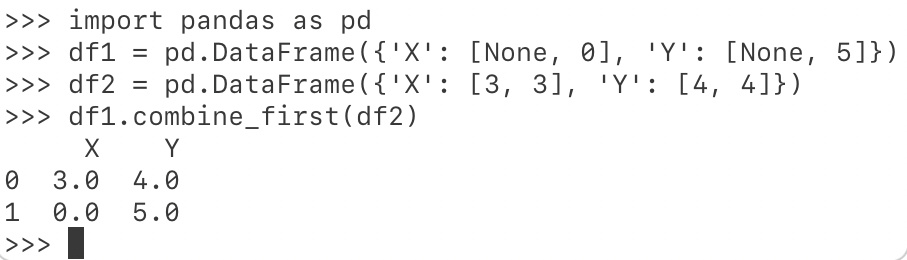 >>> import pandas as pd
>>> df1 = pd.DataFrame({'X': [None, 0], 'Y': [None, 5]})
>>> df2 = pd.DataFrame({'X': [3, 3], 'Y': [4, 4]})
>>> df1.combine_first(df2)
     X    Y
0  3.0  4.0
1  0.0  5.0
>>>